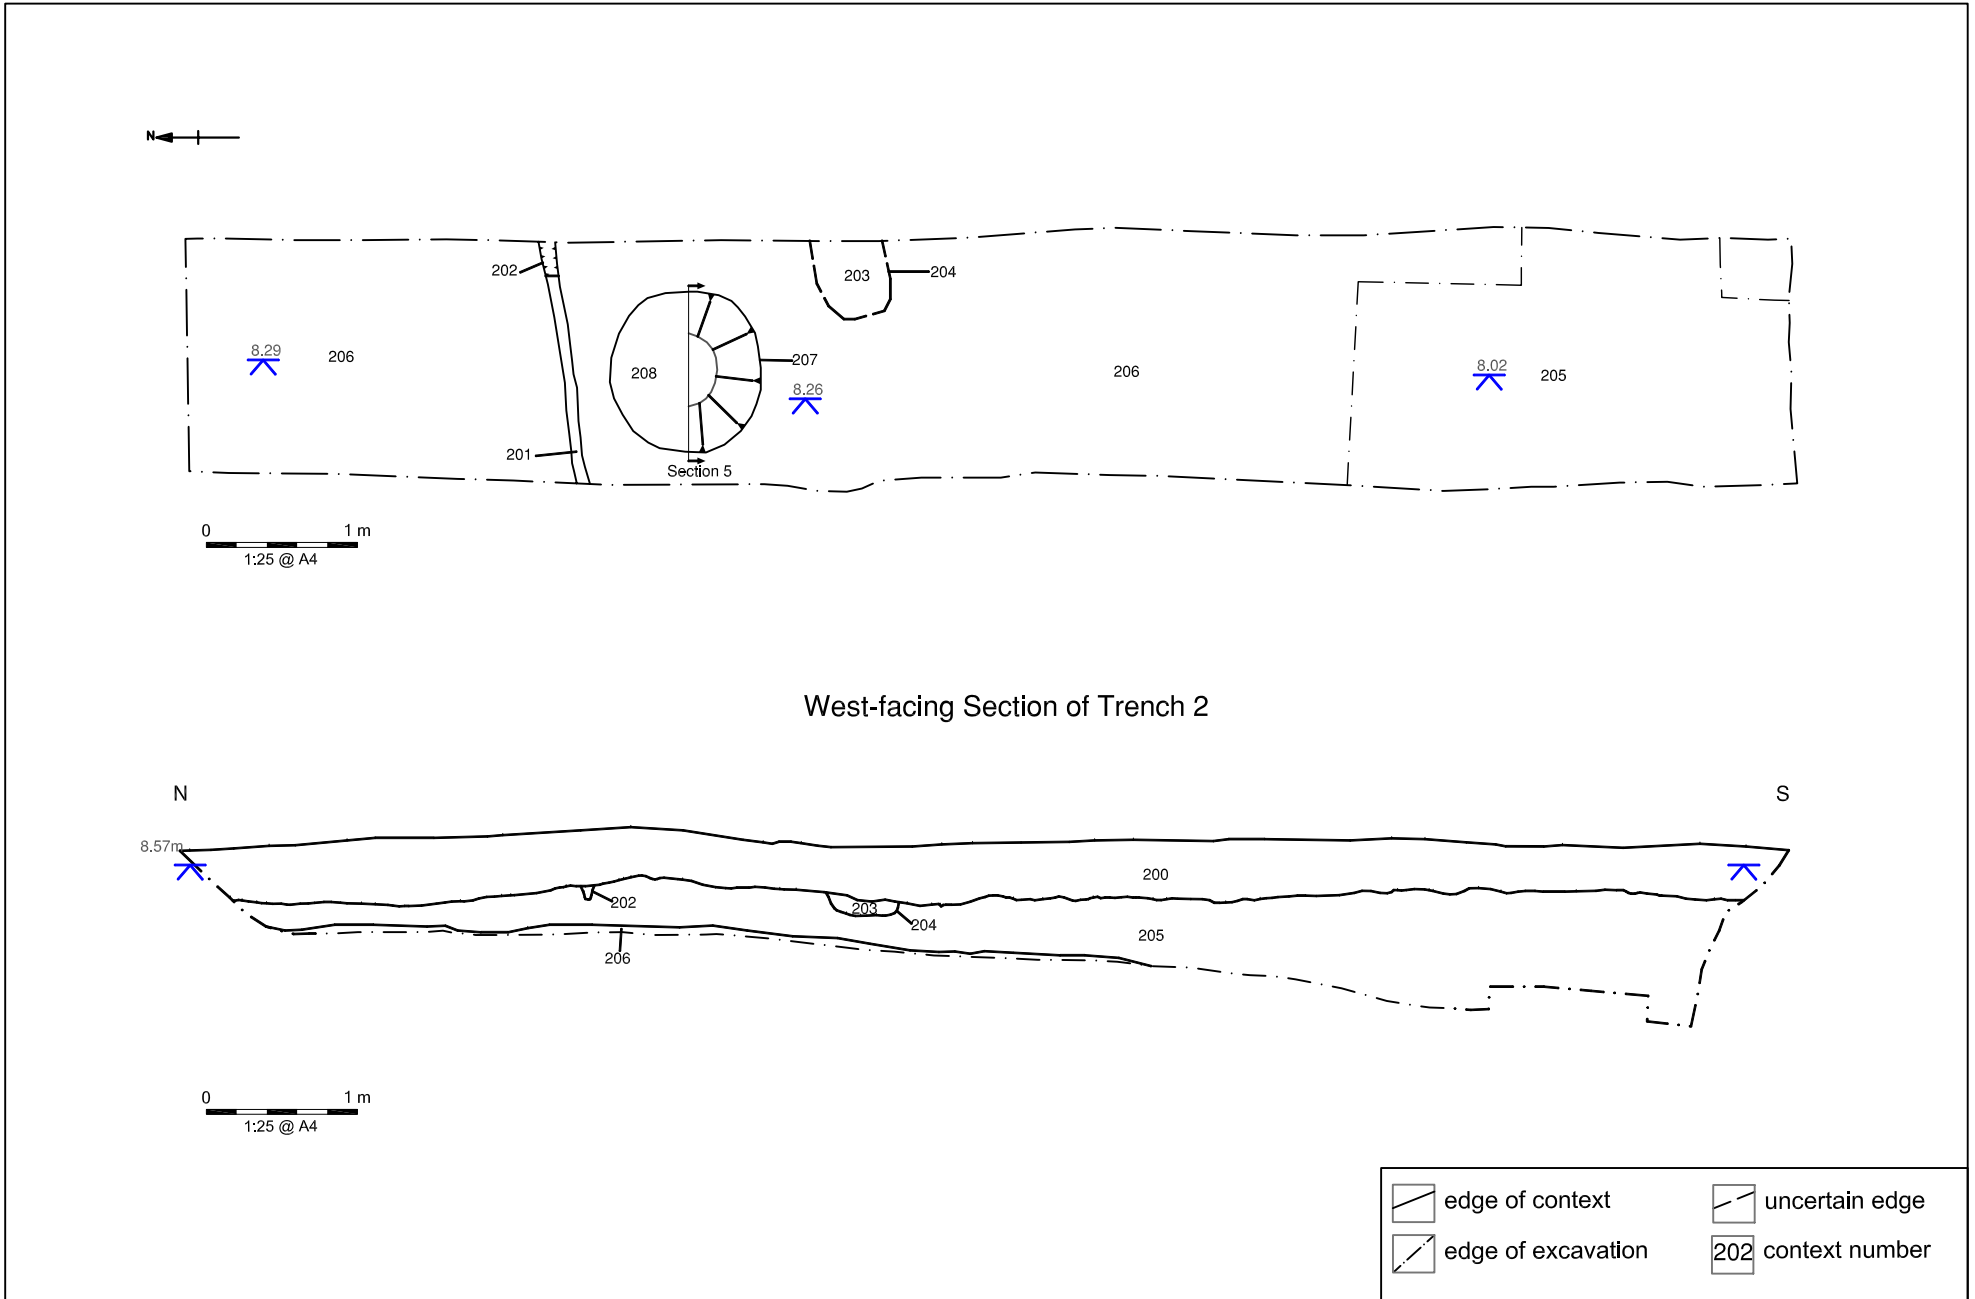 N
202
203
204
8.29
206
208
207
8.26
206
8.02
205
201
Section 5
0 1 m
1:25 @ A4
West-facing Section of Trench 2
N S
8.57m
200
202
203
204
205
206
0 1 m
1:25 @ A4
edge of context
uncertain edge
edge of excavation
202 context number